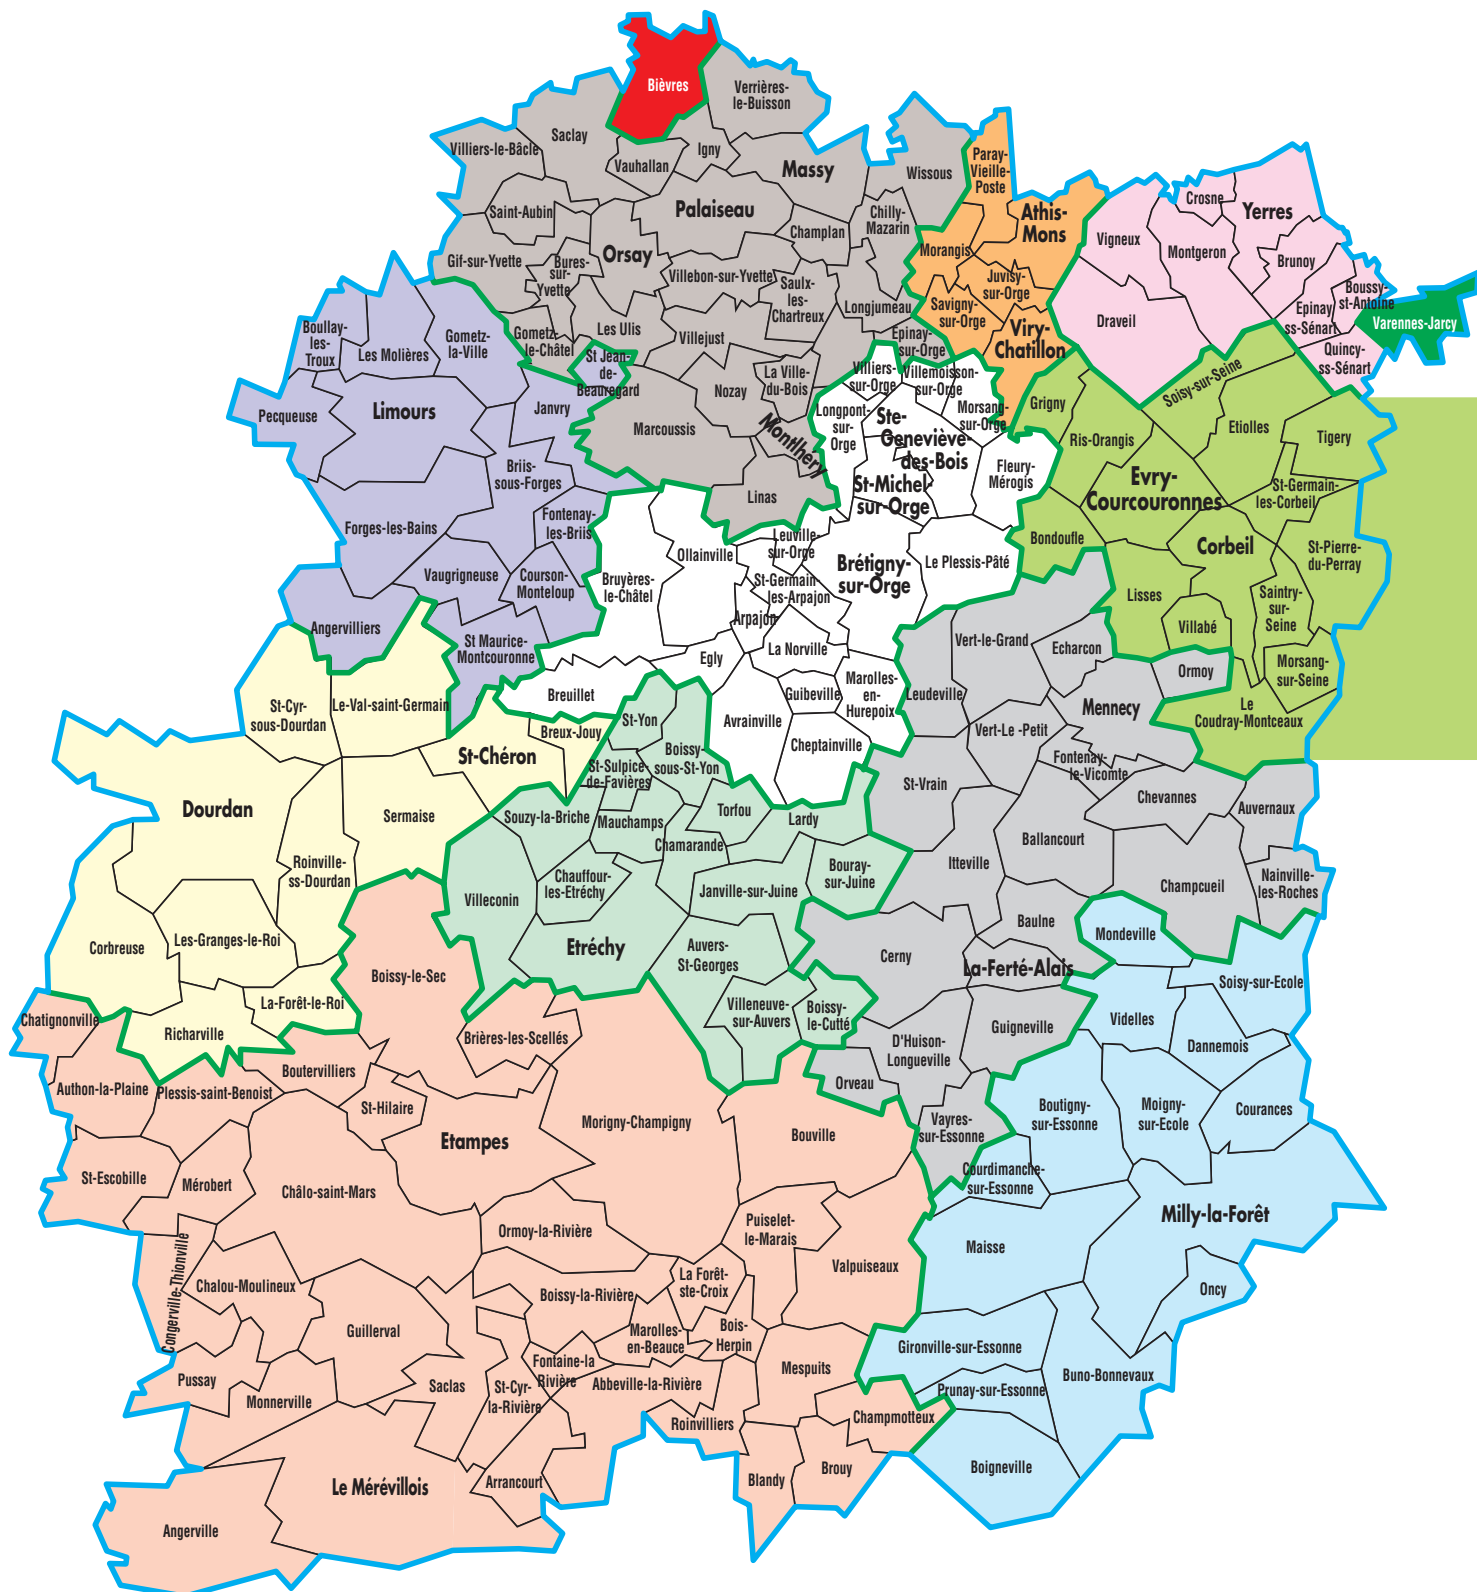 Bièvres
Verrières-
le-Buisson
Saclay
Villiers-le-Bâcle
Vauhallan
Igny
Massy
Wissous
Paray-
Vieille-
Poste
Saint-Aubin
Palaiseau
Chilly-
Mazarin
Champlan
Athis-
Mons
Morangis
Crosne
Yerres
Vigneux
Montgeron
Brunoy
Gif-sur-Yvette
Bures-
sur-
Yvette
Orsay
Villebon-sur-Yvette
Saulx-
les-
Chartreux
Longjumeau
Juvisy-
sur-Orge
Savigny-
sur-Orge
Boussy-
st-Antoine
Epinay
ss-Sénart
Varennes-Jarcy
Quincy-
ss-Sénart
Draveil
Viry-
Chatillon
Epinay-
sur-Orge
Les Ulis
Villejust
Gometz-
le-Châtel
Gometz-
la-Ville
Boullay-
les-
Troux
Les Molières
St Jean-
de-
Beauregard
La Ville-
du-Bois
Nozay
Villiers-
sur-Orge
Villemoisson-
sur-Orge
Morsang-
sur-Orge
Grigny
Soisy-sur-Seine
Pecqueuse
Limours
Janvry
Marcoussis
Montlhéry
Longpont-
sur-
Orge
Ste-
Geneviève-
des-Bois
Ris-Orangis
Etiolles
Tigery
Briis-
sous-Forges
Linas
St-Michel-
sur-Orge
Fleury-
Mérogis
Evry-
Courcouronnes
St-Germain-
les-Corbeil
Forges-les-Bains
Fontenay-
les-Briis
Ollainville
Leuville-
sur-Orge
Brétigny-
sur-Orge
Le Plessis-Pâté
Bondoufle
Corbeil
St-Pierre-
du-Perray
Vaugrigneuse
Courson-
Monteloup
Bruyères-
le-Châtel
St-Germain-
les-Arpajon
Arpajon
Lisses
Saintry-
sur-
Seine
Villabé
Angervilliers
St Maurice-
Montcouronne
Egly
La Norville
Vert-le-Grand
Echarcon
Ormoy
Morsang-
sur-Seine
Breuillet
Guibeville
Marolles-
en-
Hurepoix
Leudeville
Mennecy
Le
Coudray-Montceaux
St-Cyr-
sous-Dourdan
Le-Val-saint-Germain
Avrainville
Cheptainville
Vert-Le -Petit
Fontenay-
le-Vicomte
St-Yon
Breux-Jouy
St-Chéron
Boissy-
sous-St-Yon
St-Sulpice-
de-Favières
St-Vrain
Chevannes
Auvernaux
Dourdan
Sermaise
Souzy-la-Briche
Mauchamps
Torfou
Lardy
Chamarande
Ballancourt
Itteville
Roinville-
ss-Dourdan
Chauffour-
les-Etréchy
Villeconin
Janville-sur-Juine
Bouray-
sur-Juine
Champcueil
Nainville-
les-Roches
Baulne
Mondeville
Corbreuse
Les-Granges-le-Roi
Etréchy
Auvers-
St-Georges
Cerny
La-Ferté-Alais
Soisy-sur-Ecole
Boissy-le-Sec
La-Forêt-le-Roi
Villeneuve-
sur-Auvers
Boissy-
le-Cutté
Guigneville
Videlles
Chatignonville
Richarville
Brières-les-Scellés
D'Huison-
Longueville
Dannemois
Boutervilliers
Authon-la-Plaine
Plessis-saint-Benoist
St-Hilaire
Orveau
Morigny-Champigny
Boutigny-
sur-Essonne
Moigny-
sur-Ecole
Courances
Etampes
Bouville
Vayres-
sur-Essonne
St-Escobille
Mérobert
Châlo-saint-Mars
Courdimanche-
sur-Essonne
Milly-la-Forêt
Ormoy-la-Rivière
Puiselet-
le-Marais
Maisse
Congerville-Thionville
Chalou-Moulineux
Valpuiseaux
La Forêt-
ste-Croix
Boissy-la-Rivière
Oncy
Guillerval
Marolles-
en-Beauce
Bois-
Herpin
Gironville-sur-Essonne
Fontaine-la
Rivière
Mespuits
Buno-Bonnevaux
Pussay
Monnerville
Saclas
St-Cyr-
la-Rivière
Abbeville-la-Rivière
Prunay-sur-Essonne
Roinvilliers
Champmotteux
Le Mérévillois
Arrancourt
Blandy
Brouy
Boigneville
Angerville